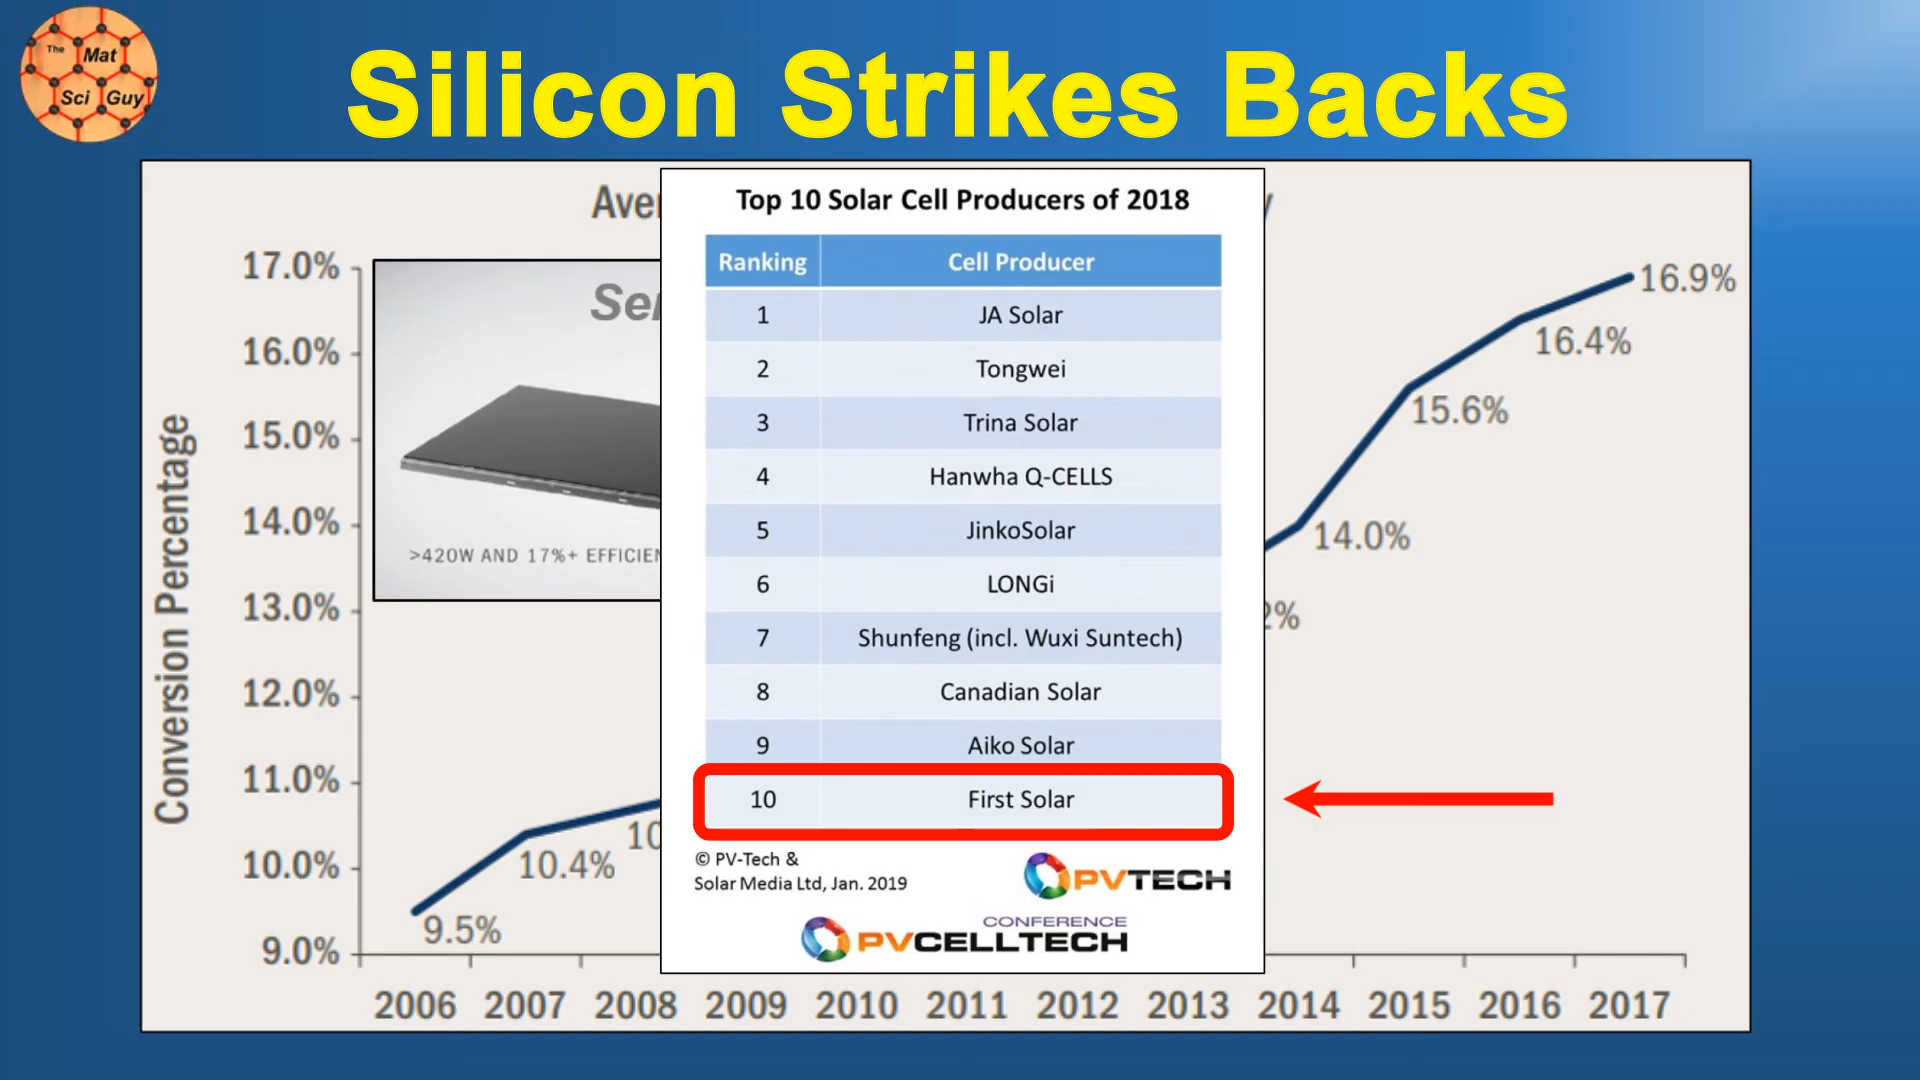 The
Mat
Sci Guy
Silicon Strikes Backs
Top 10 Solar Cell Producers of 2018
Ranking Cell Producer
1 JA Solar
2 Tongwei
3 Trina Solar
4 Hanwha Q-CELLS
5 JinkoSolar
6 LONGi
7 Shunfeng (incl. Wuxi Suntech)
8 Canadian Solar
9 Aiko Solar
10 First Solar
© PV-Tech &
Solar Media Ltd, Jan. 2019
PVTECH
CONFERENCE
PVCELLTECH
>420W AND 17%+
Conversion Percentage
17.0%
16.0%
15.0%
14.0%
13.0%
12.0%
11.0%
10.0%
9.0%
9.5%
10.4%
14.0%
15.6%
16.4%
16.9%
2006 2007 2008 2009 2010 2011 2012 2013 2014 2015 2016 2017